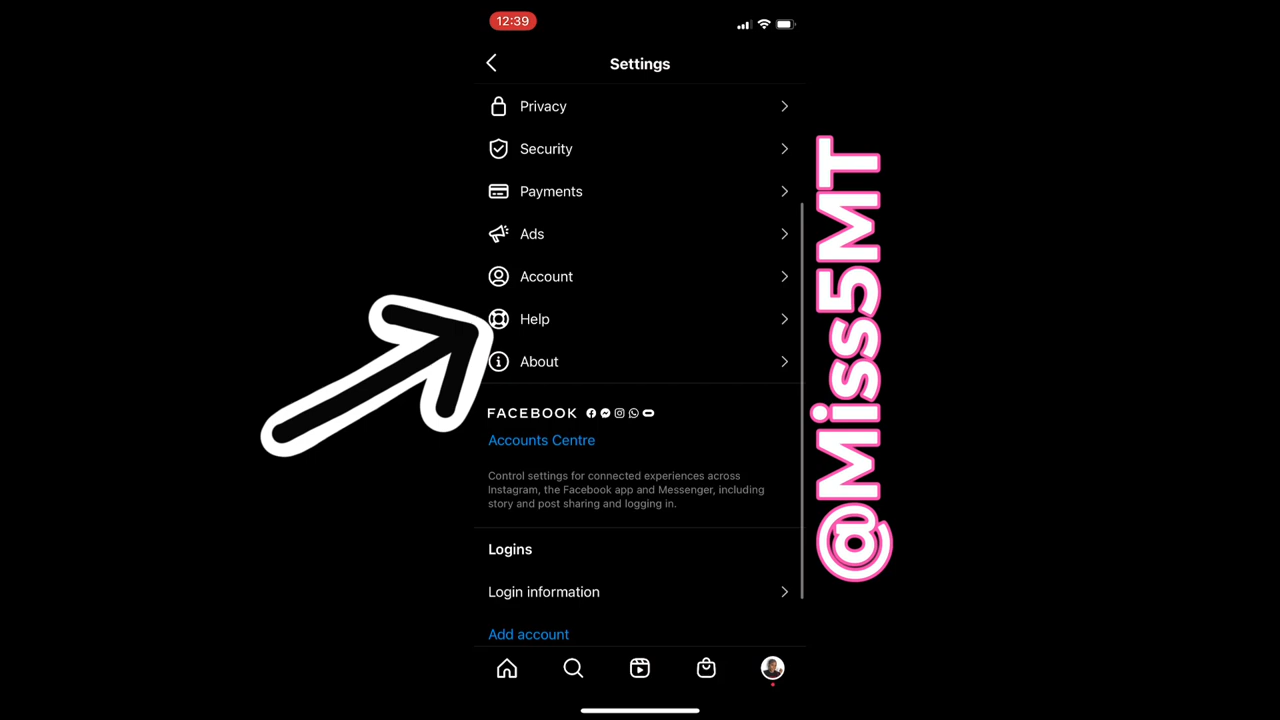 12:39
Settings
Privacy
Security
Payments
Ads
Account
Help
About
FACEBOOK
Accounts Centre
Control settings for connected experiences across
Instagram, the Facebook app and Messenger, including
story and post sharing and logging in.
Logins
Login information
Add account
@Miss5MT